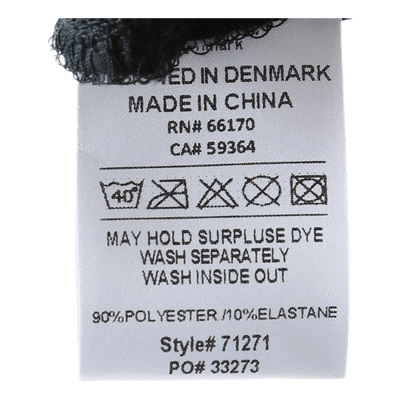 mark
IN DENMARK
MADE IN CHINA
RN# 66170
CA# 59364
40°
MAY HOLD SURPLUSE DYE
WASH SEPARATELY
WASH INSIDE OUT
90%POLYESTER /10%ELASTANE
Style# 71271
PO# 33273